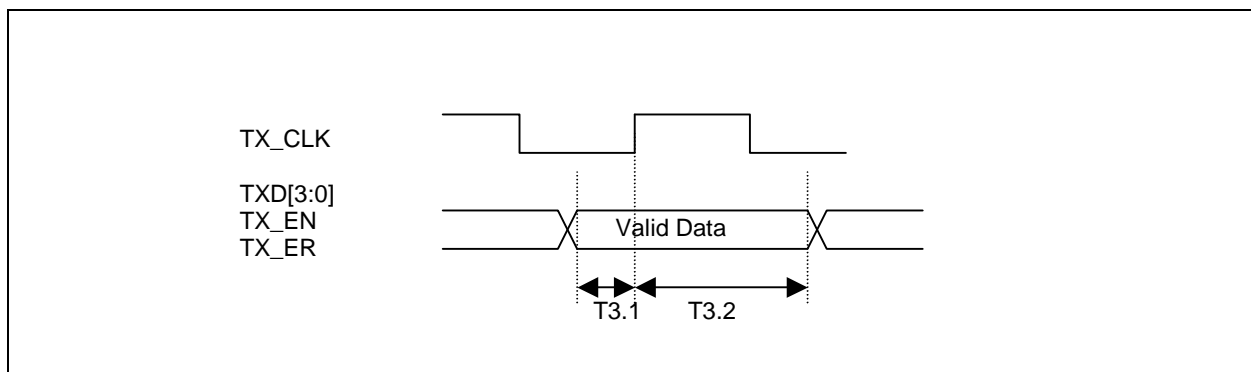 TX_CLK
TXD[3:0]
TX_EN
Valid Data
TX_ER
T3.1
T3.2